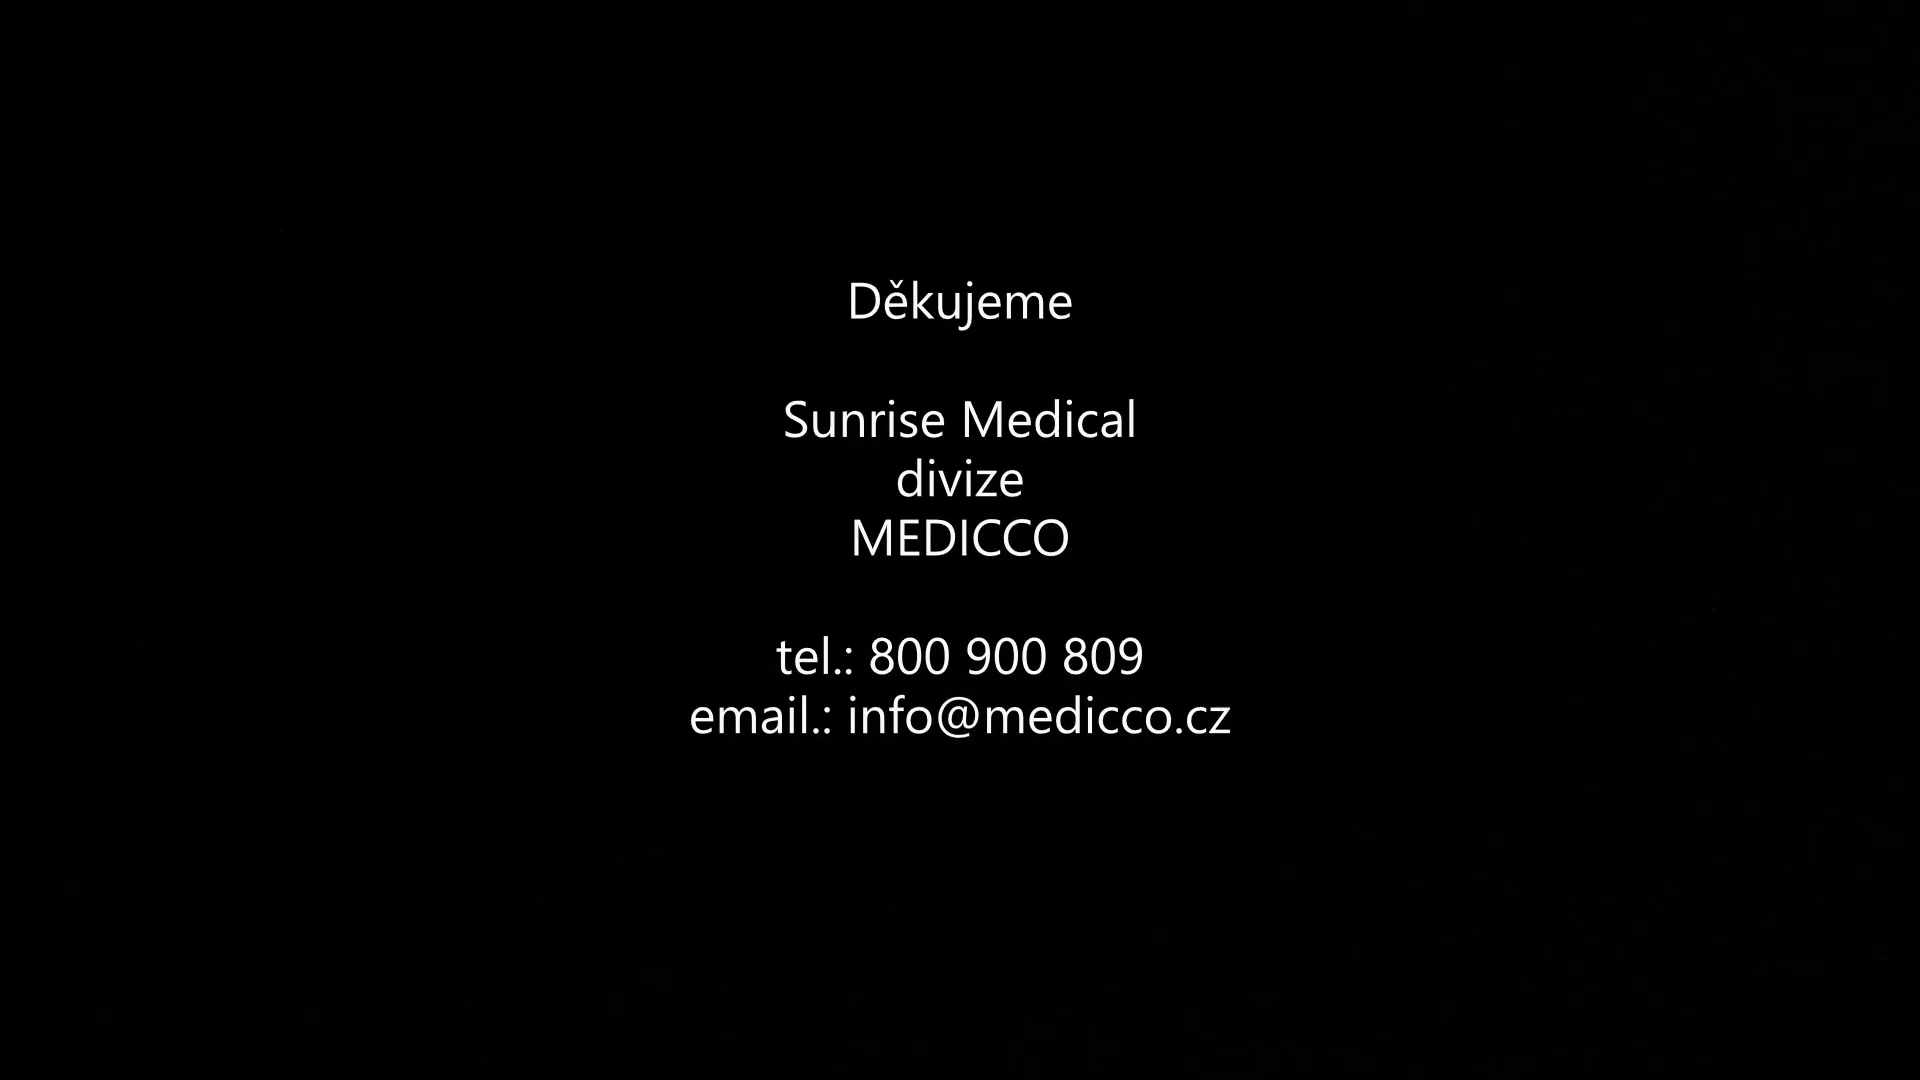 Děkujeme
Sunrise Medical
divize
MEDICCO
tel.: 800 900 809
email.: info@medicco.cz